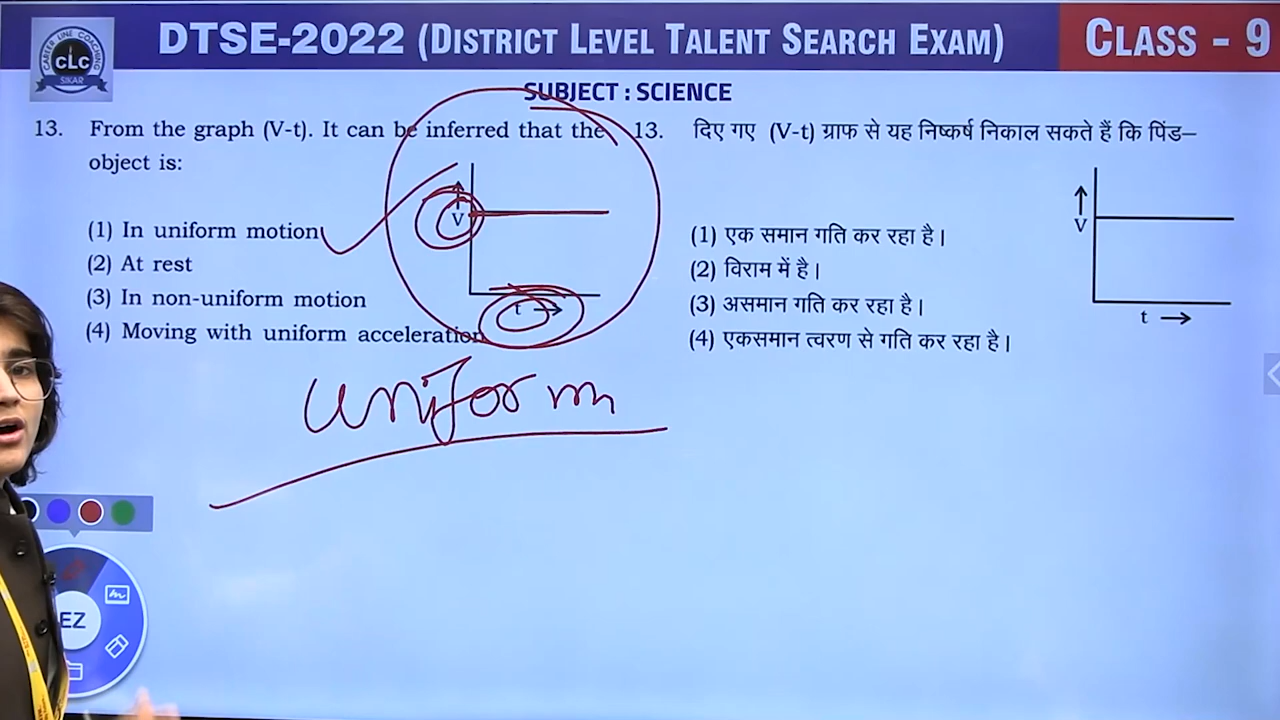 DTSE-2022 (DISTRICT LEVEL TALENT SEARCH EXAM)
CLASS - 9
CAREER LINE COACHING
CLC
SIKAR
SUBJECT : SCIENCE
13. From the graph (V-t). It can be inferred that the
object is:
V
t
(1) In uniform motion
(2) At rest
(3) In non-uniform motion
(4) Moving with uniform acceleration
uniform
13. दिए गए (V-t) ग्राफ से यह निष्कर्ष निकाल सकते हैं कि पिंड–
V
t
(1) एक समान गति कर रहा है।
(2) विराम में है।
(3) असमान गति कर रहा है।
(4) एकसमान त्वरण से गति कर रहा है।
EZ